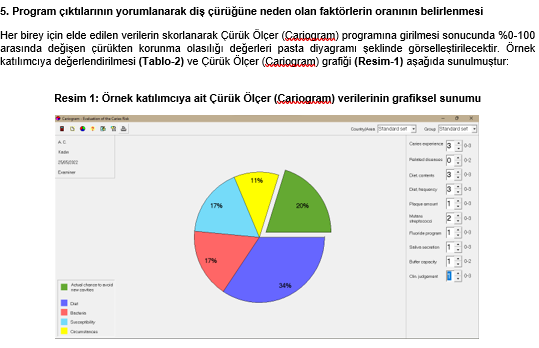 5. Program çıktılarının yorumlanarak diş çürüğüne neden olan faktörlerin oranının belirlenmesi
Her birey için elde edilen verilerin skorlanarak Çürük Ölçer (Cariogram) programına girilmesi sonucunda %0-100
arasında değişen çürükten korunma olasılığı değerleri pasta diyagramı şeklinde görselleştirilecektir. Örnek
katılımcıya değerlendirilmesi (Tablo-2) ve Çürük Ölçer (Cariogram) grafiği (Resim-1) aşağıda sunulmuştur:
Resim 1: Örnek katılımcıya ait Çürük Ölçer (Cariogram) verilerinin grafiksel sunumu
Cariogram - Evaluation of the Caries Risk
Country/Area Standard set Group Standard set
A. C.
Kadın
Examiner
Caries experience 3 0-3
Related diseases 0 0-2
Diet, contents 3 0-3
Diet, frequency 3 0-3
Plaque amount 1 0-3
Mutans
streptococci 2 0-3
Fluoride program 1 0-3
Saliva secretion 1 0-3
Buffer capacity 1 0-2
Clin. judgement 1 0-3
11%
20%
17%
17%
34%
Actual chance to avoid
new cavities
Diet
Bacteria
Susceptibility
Circumstances